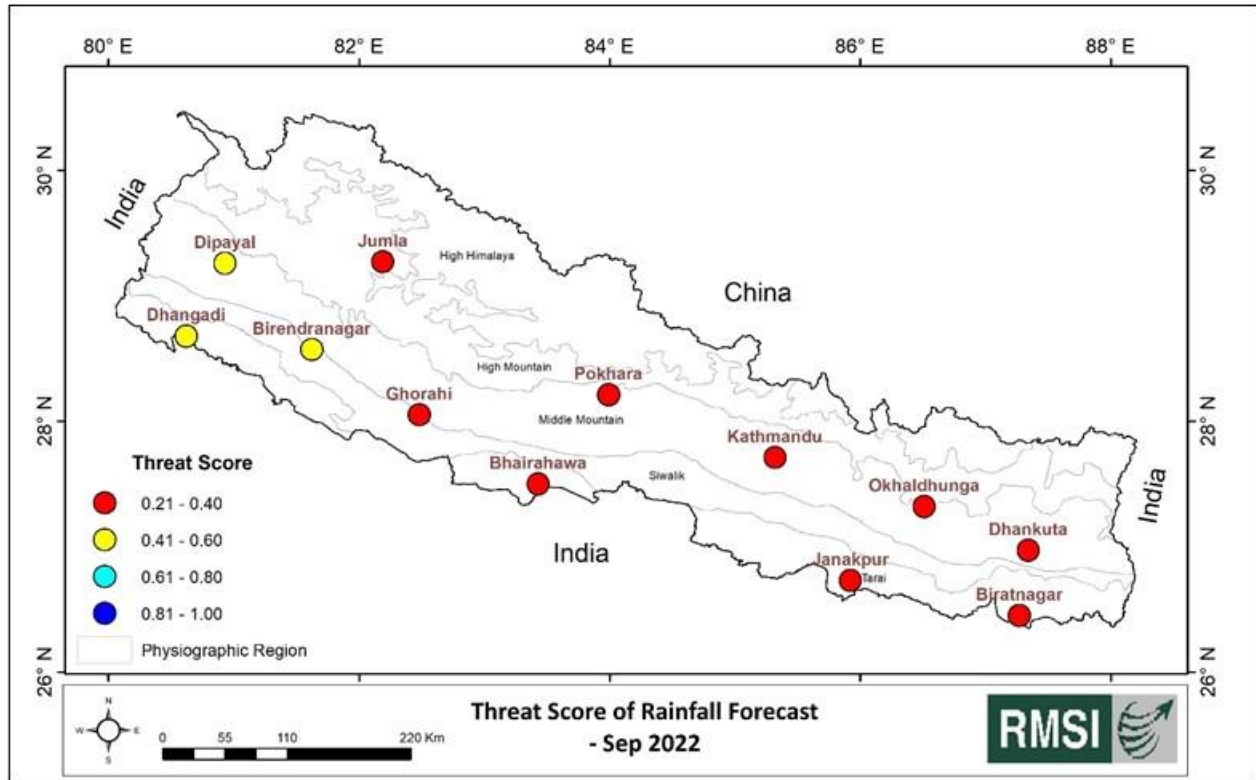 80° E 82° E 84° E 86° E 88° E
30° N 30° N
28° N 28° N
26° N 26° N
India
Dipayal
Jumla
High Himalaya
China
Dhangadi
Birendranagar
High Mountain
Pokhara
Ghorahi
Middle Mountain
Kathmandu
Bhairahawa
Siwalik
Okhaldhunga
India
Dhankuta
India
Janakpur
Tarai
Biratnagar
Threat Score
0.21 - 0.40
0.41 - 0.60
0.61 - 0.80
0.81 - 1.00
Physiographic Region
N
W E
S
0 55 110 220 Km
Threat Score of Rainfall Forecast
- Sep 2022
RMSI